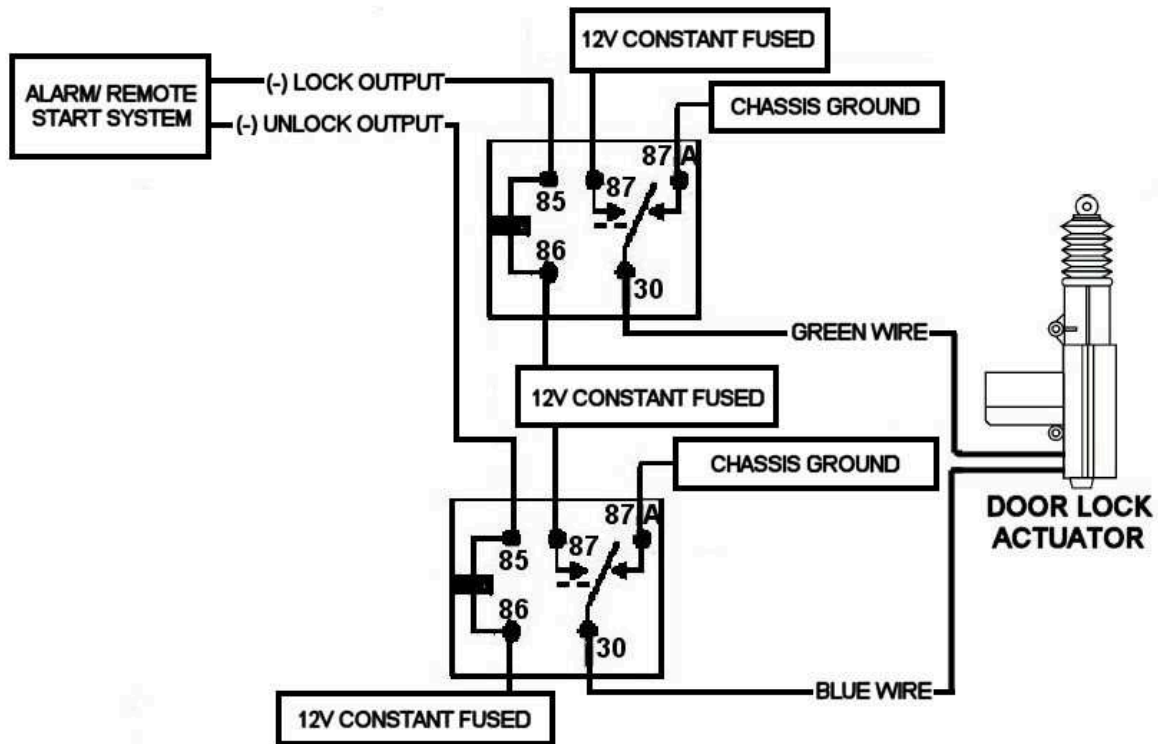 12V CONSTANT FUSED
ALARM/ REMOTE
START SYSTEM
(-) LOCK OUTPUT
(-) UNLOCK OUTPUT
CHASSIS GROUND
87A
87
85
86
30
GREEN WIRE
12V CONSTANT FUSED
CHASSIS GROUND
87A
87
85
86
30
BLUE WIRE
12V CONSTANT FUSED
DOOR LOCK
ACTUATOR